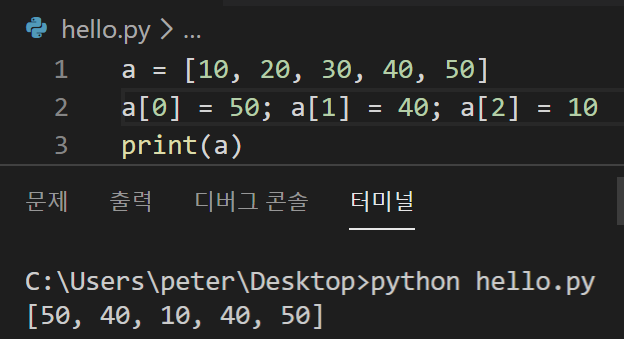 hello.py > ...
1 a = [10, 20, 30, 40, 50]
2 a[0] = 50; a[1] = 40; a[2] = 10
3 print(a)
문제 출력 디버그 콘솔 터미널
C:\Users\peter\Desktop>python hello.py
[50, 40, 10, 40, 50]